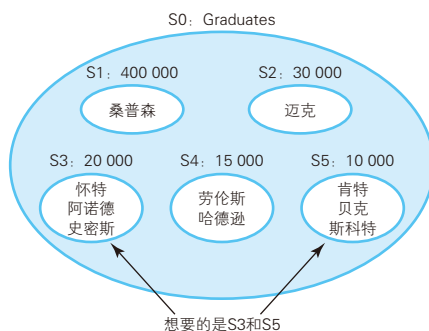 S0: Graduates
S1: 400 000
S2: 30 000
桑普森
迈克
S3: 20 000
S4: 15 000
S5: 10 000
怀特
阿诺德
史密斯
劳伦斯
哈德逊
肯特
贝克
斯科特
想要的是S3和S5